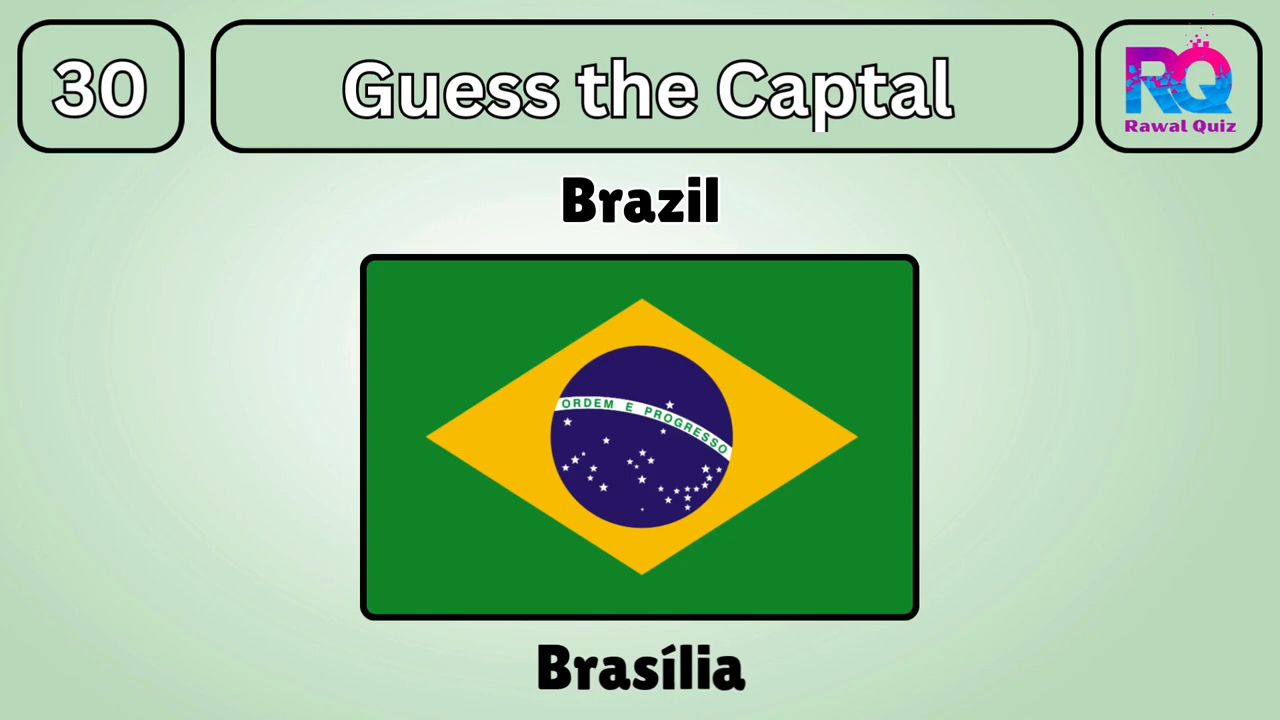 30
Guess the Captal
RQ
Rawal Quiz
Brazil
ORDEM E PROGRESSO
Brasília